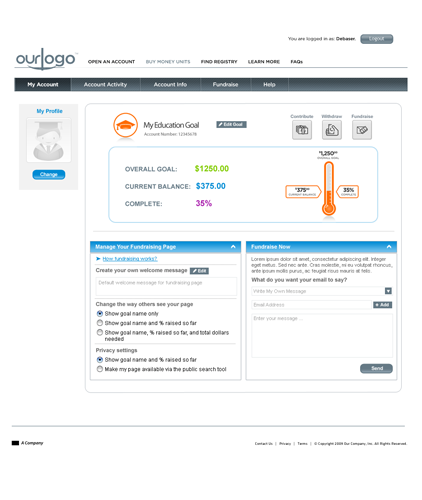 You are logged in as: Debaser.
Logout
ourlogo
OPEN AN ACCOUNT
BUY MONEY UNITS
FIND REGISTRY
LEARN MORE
FAQs
My Account
Account Activity
Account Info
Fundraise
Help
My Profile
Change
My Education Goal
Account Number: 12345678
Edit Goal
Contribute
Withdraw
Fundraise
OVERALL GOAL: $1250.00
CURRENT BALANCE: $375.00
COMPLETE: 35%
$1,250.00
OVERALL GOAL
$375.00
CURRENT BALANCE
35%
COMPLETE
Manage Your Fundraising Page
How fundraising works?
Create your own welcome message
Edit
Default welcome message for fundraising page
Change the way others see your page
Show goal name only
Show goal name and % raised so far
Show goal name, % raised so far, and total dollars
needed
Privacy settings
Show goal name and % raised so far
Make my page available via the public search tool
Fundraise Now
Lorem ipsum dolor sit amet, consectetur adipiscing elit. Integer
eget metus. Sed nec ante. Cras molestie, mi eu volutpat rhoncus,
ante ipsum mollis purus, ac feugiat risus mauris at felis.
What do you want your email to say?
Write My Own Message
Email Address
+ Add
Enter your message ...
Send
A Company
Contact Us | Privacy | Terms | © Copyright 2009 Our Company, Inc. All Rights Reserved.